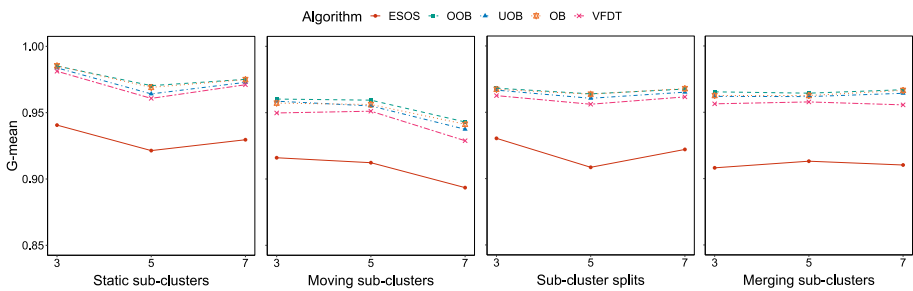 Algorithm ESOS OOB UOB OB VFDT
G-mean
1.00
0.95
0.90
0.85
3 5 7 3 5 7 3 5 7 3 5 7
Static sub-clusters Moving sub-clusters Sub-cluster splits Merging sub-clusters